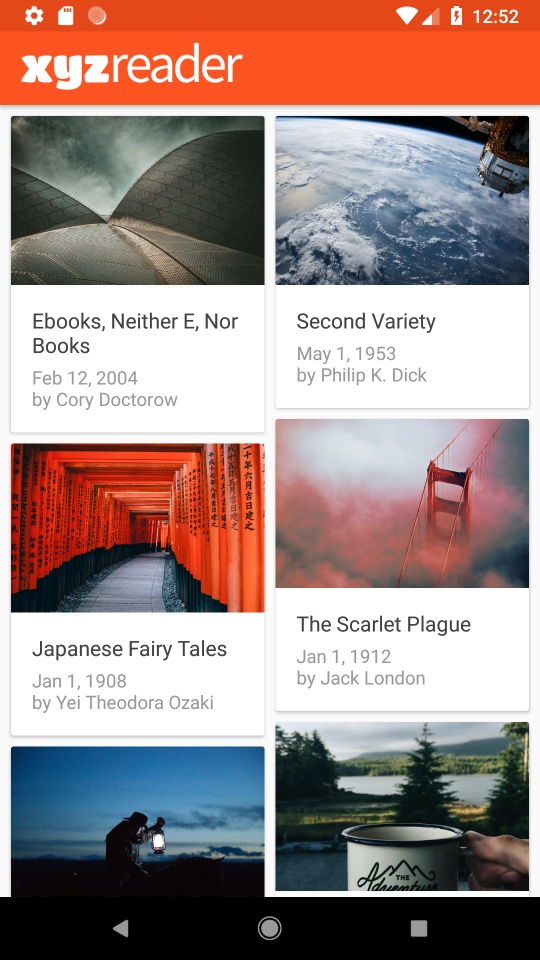 12:52
xyzreader
Ebooks, Neither E, Nor
Books
Feb 12, 2004
by Cory Doctorow
Second Variety
May 1, 1953
by Philip K. Dick
Japanese Fairy Tales
Jan 1, 1908
by Yei Theodora Ozaki
The Scarlet Plague
Jan 1, 1912
by Jack London
THE
Adventure